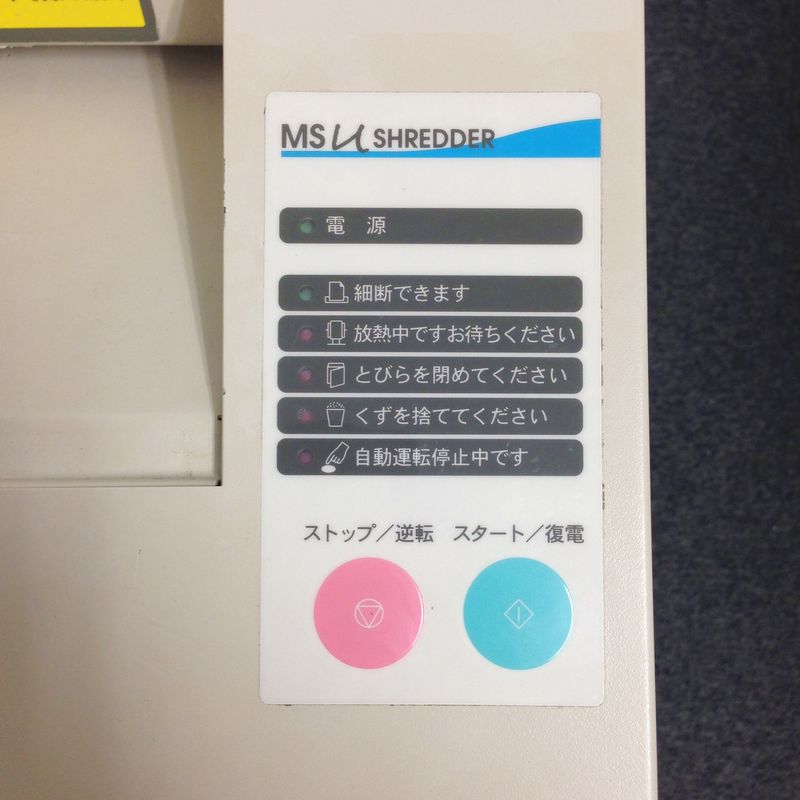 MS μ SHREDDER
電 源
細断できます
放熱中ですお待ちください
とびらを閉めてください
くずを捨ててください
自動運転停止中です
ストップ／逆転 スタート／復電